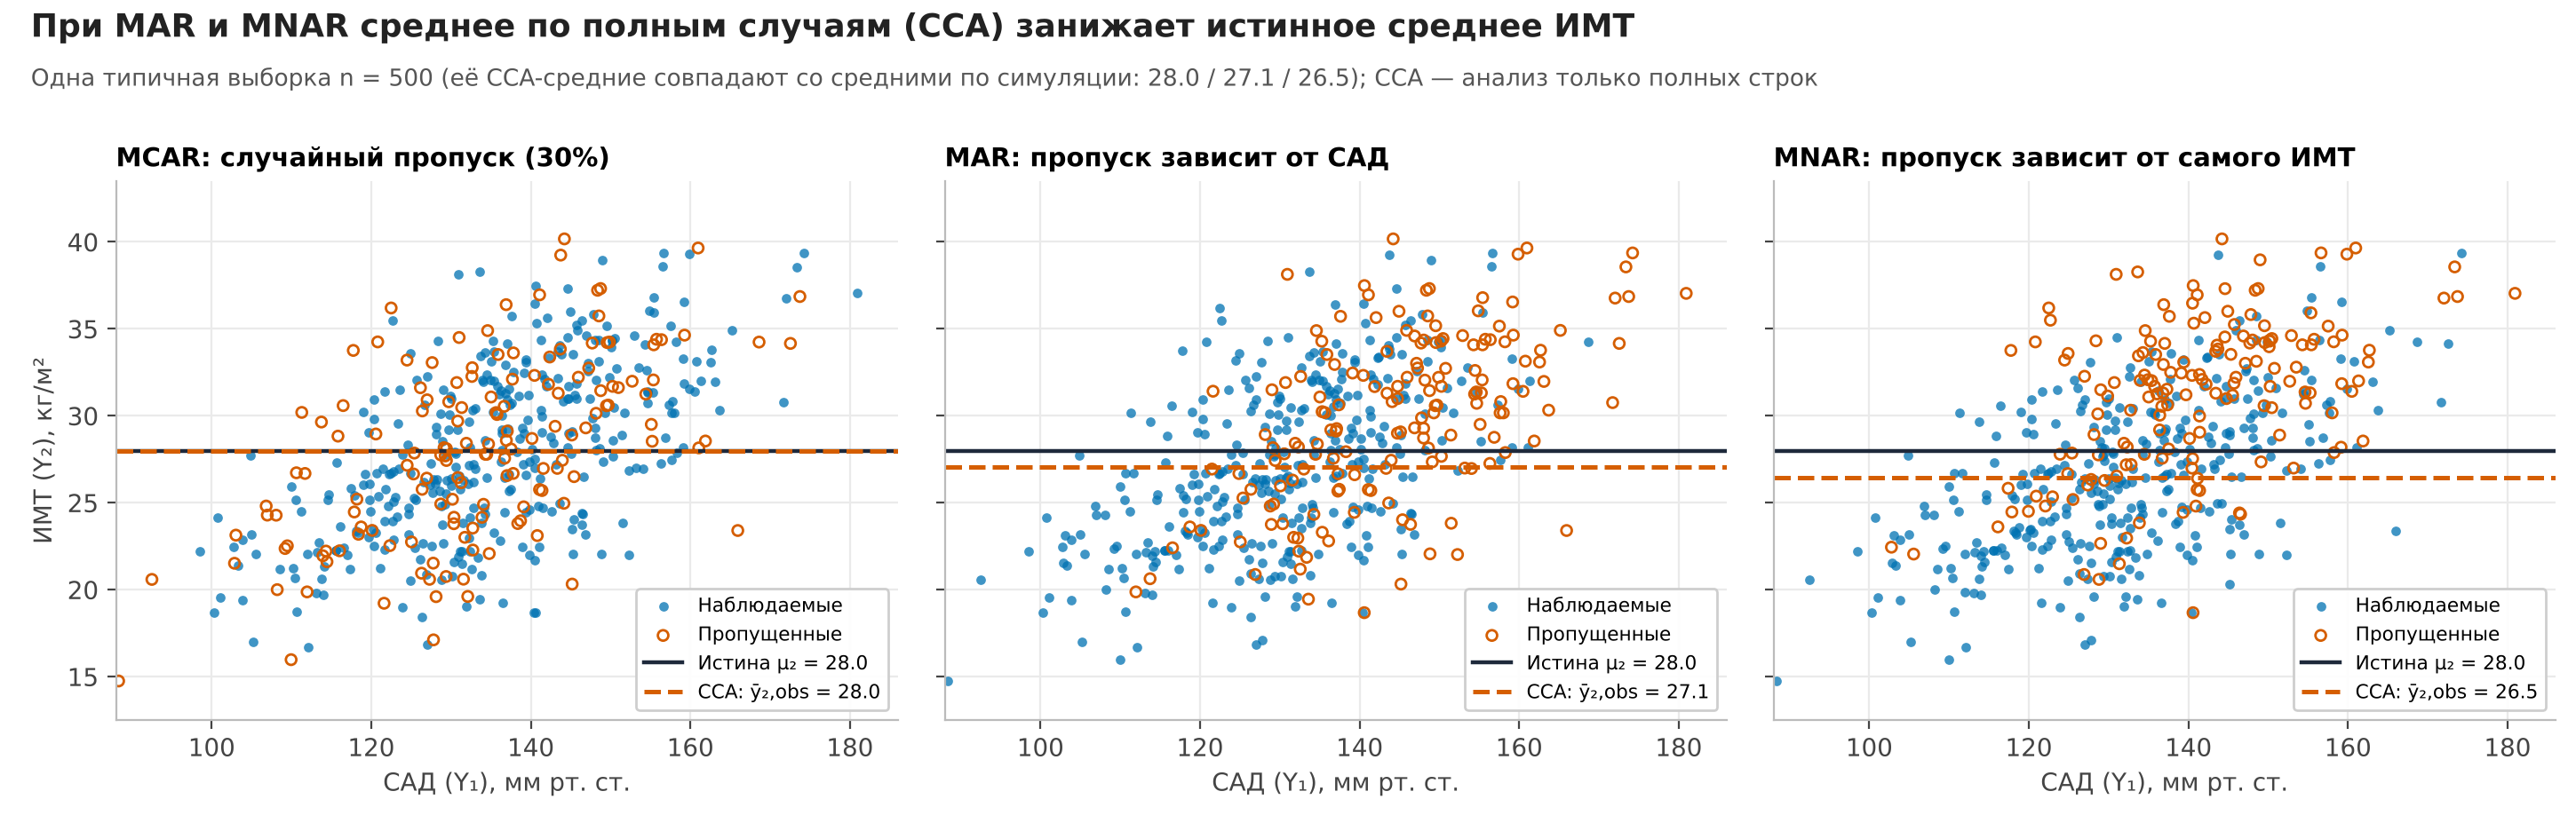 При MAR и MNAR среднее по полным случаям (CCA) занижает истинное среднее ИМТ
Одна типичная выборка n = 500 (её CCA-средние совпадают со средними по симуляции: 28.0 / 27.1 / 26.5); CCA — анализ только полных строк
MCAR: случайный пропуск (30%)
ИМТ (Y₂), кг/м²
40
35
30
25
20
15
100
120
140
160
180
САД (Y₁), мм рт. ст.
Наблюдаемые
Пропущенные
Истина μ₂ = 28.0
CCA: ȳ₂,obs = 28.0
MAR: пропуск зависит от САД
100
120
140
160
180
САД (Y₁), мм рт. ст.
Наблюдаемые
Пропущенные
Истина μ₂ = 28.0
CCA: ȳ₂,obs = 27.1
MNAR: пропуск зависит от самого ИМТ
100
120
140
160
180
САД (Y₁), мм рт. ст.
Наблюдаемые
Пропущенные
Истина μ₂ = 28.0
CCA: ȳ₂,obs = 26.5